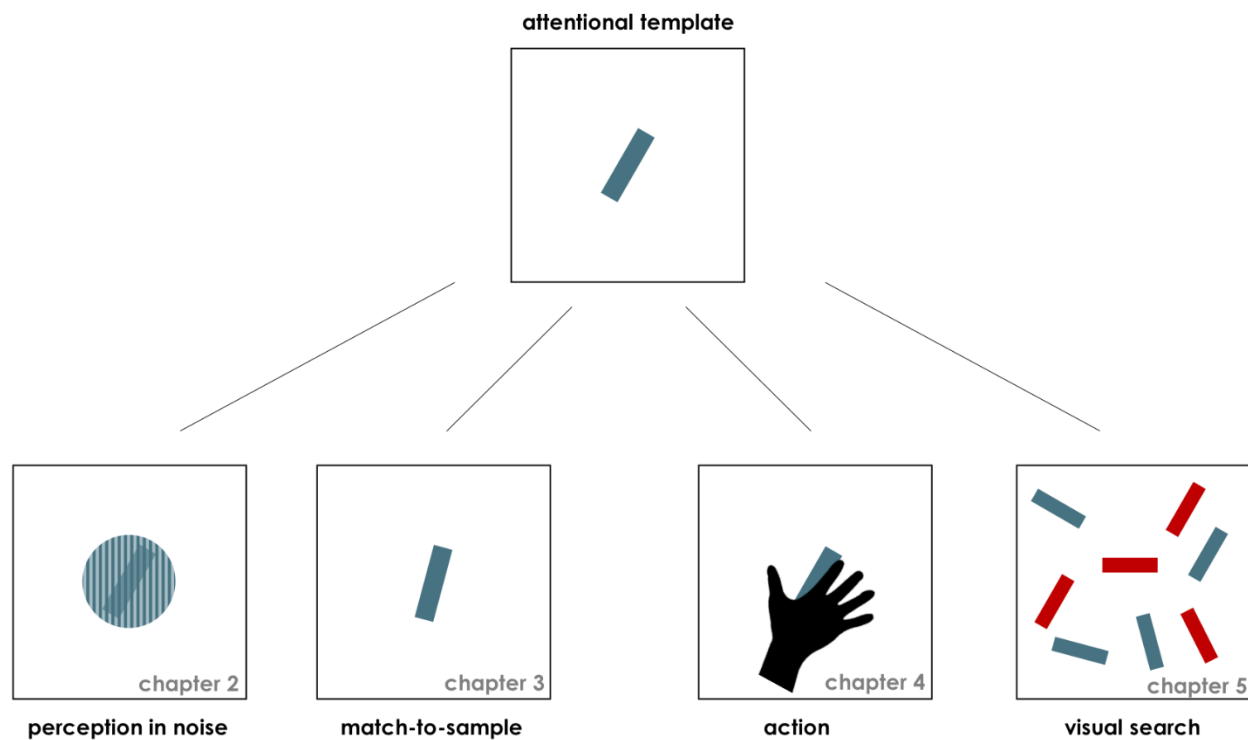 attentional template
chapter 2
chapter 3
chapter 4
chapter 5
perception in noise
match-to-sample
action
visual search